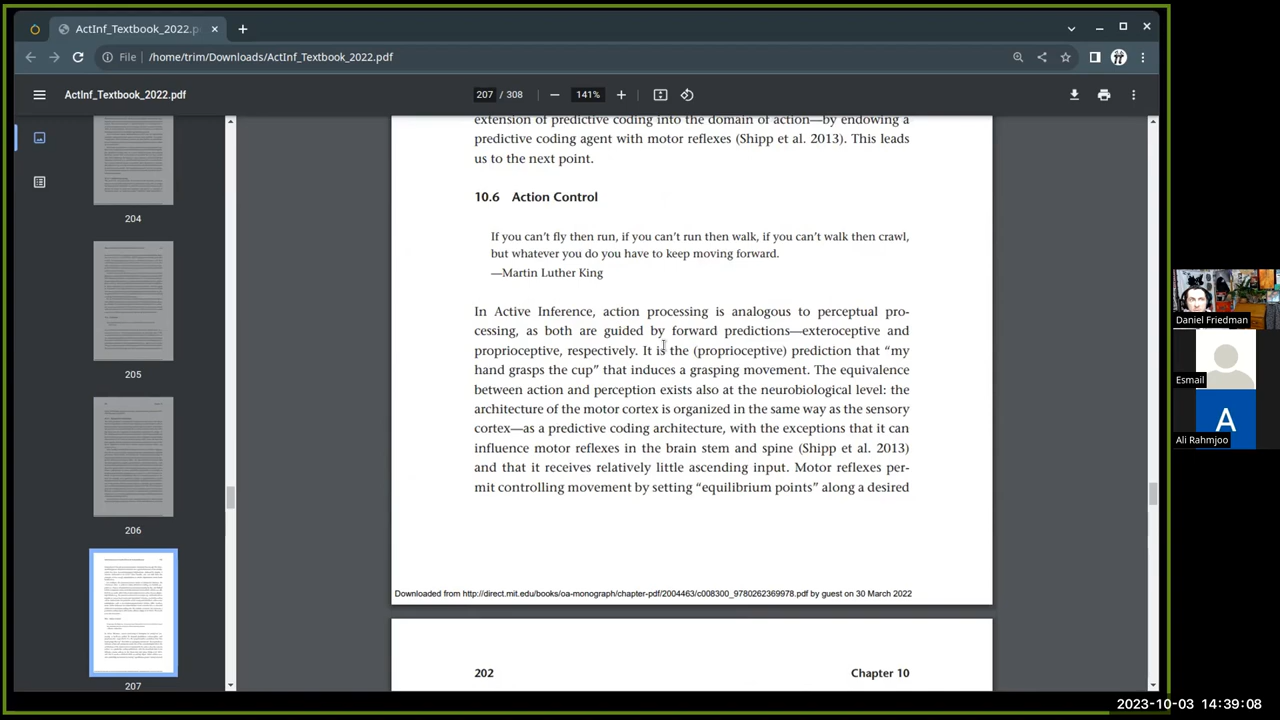 ActInf_Textbook_2022.p
File /home/trim/Downloads/ActInf_Textbook_2022.pdf
ActInf_Textbook_2022.pdf
207 / 308
141%
204
205
206
207
extension of predictive coding into the domain of action—by endowing a
predictive coding agent with motor reflexes (Shipp et al. 2013). This leads
us to the next point.
10.6 Action Control
If you can't fly then run, if you can't run then walk, if you can't walk then crawl,
but whatever you do you have to keep moving forward.
—Martin Luther King
In Active Inference, action processing is analogous to perceptual pro-
cessing, as both are guided by forward predictions—exteroceptive and
proprioceptive, respectively. It is the (proprioceptive) prediction that “my
hand grasps the cup” that induces a grasping movement. The equivalence
between action and perception exists also at the neurobiological level: the
architecture of the motor cortex is organized in the same way as the sensory
cortex—as a predictive coding architecture, with the exceptions that it can
influence motor reflexes in the brain stem and spine (Shipp et al. 2013)
and that it receives relatively little ascending input. Motor reflexes per-
mit controlling movement by setting “equilibrium points” along a desired
Downloaded from http://direct.mit.edu/books/oa-monograph/chapter-pdf/2004463/c008300_9780262369978.pdf by guest on 30 March 2022
202 Chapter 10
Daniel Friedman
Esmail
A
Ali Rahmjoo
2023-10-03 14:39:08